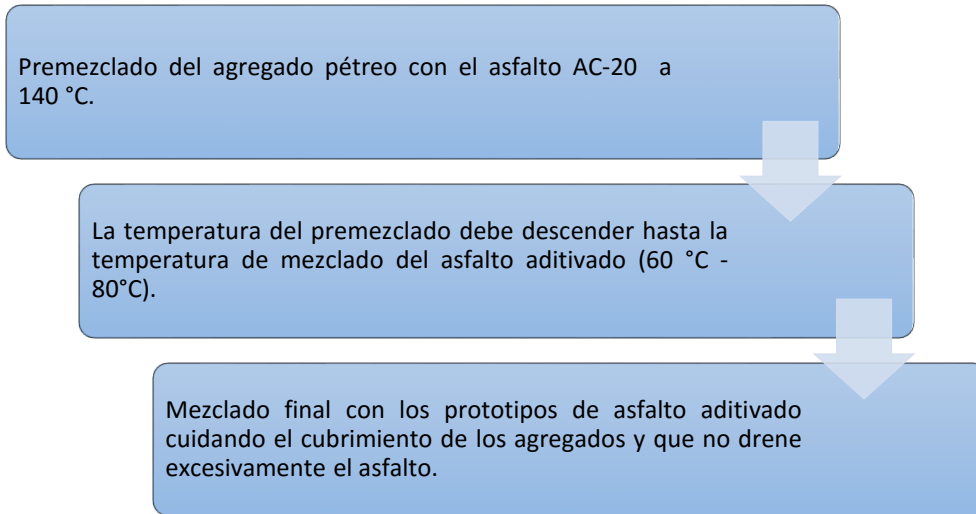 Premezclado del agregado pétreo con el asfalto AC-20 a
140 °C.
La temperatura del premezclado debe descender hasta la
temperatura de mezclado del asfalto aditivado (60 °C -
80°C).
Mezclado final con los prototipos de asfalto aditivado
cuidando el cubrimiento de los agregados y que no drene
excesivamente el asfalto.